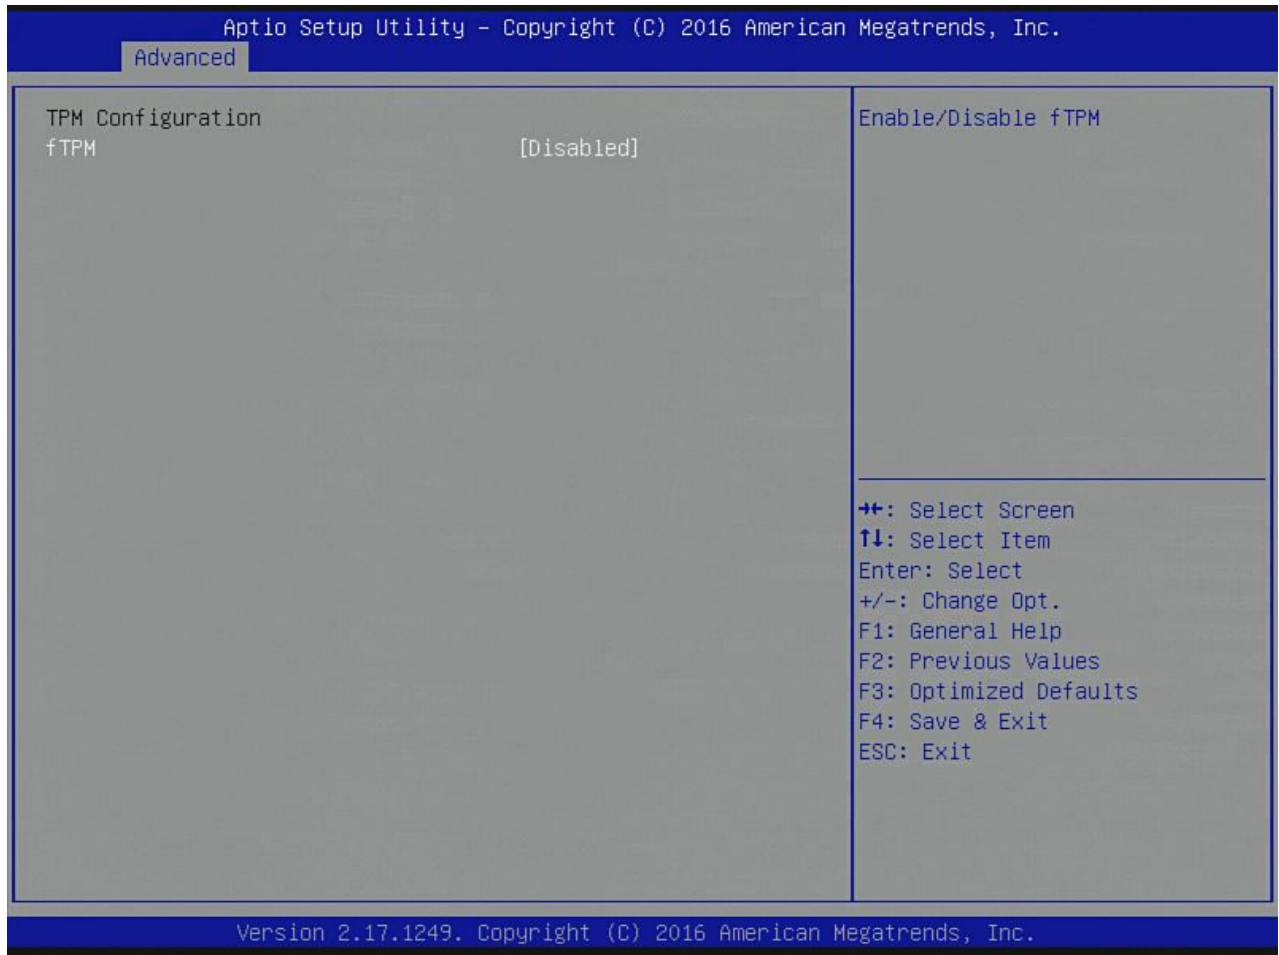 Aptio Setup Utility – Copyright (C) 2016 American Megatrends, Inc.
Advanced
TPM Configuration
fTPM [Disabled]
Enable/Disable fTPM
→←: Select Screen
↑↓: Select Item
Enter: Select
+/-: Change Opt.
F1: General Help
F2: Previous Values
F3: Optimized Defaults
F4: Save & Exit
ESC: Exit
Version 2.17.1249. Copyright (C) 2016 American Megatrends, Inc.